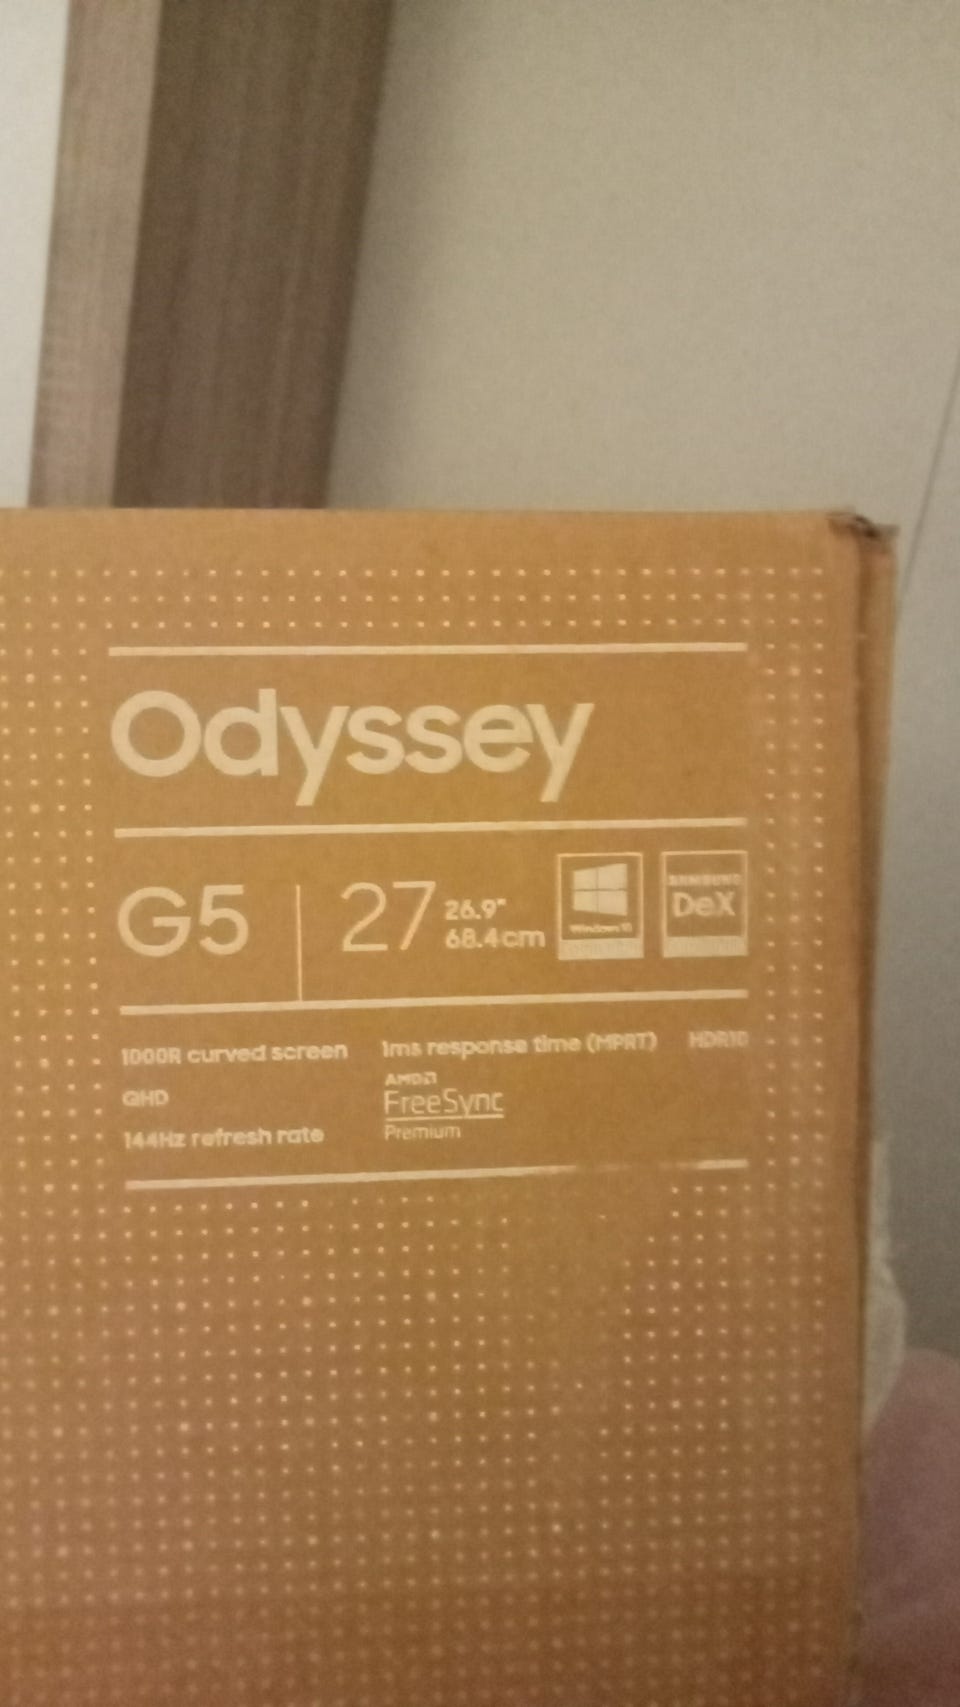 Odyssey
G5 27 26.9"
68.4cm
Windows 10
SAMSUNG
DeX
1000R curved screen 1ms response time (MPRT) HDR10
QHD
AMD
FreeSync
Premium
144Hz refresh rate